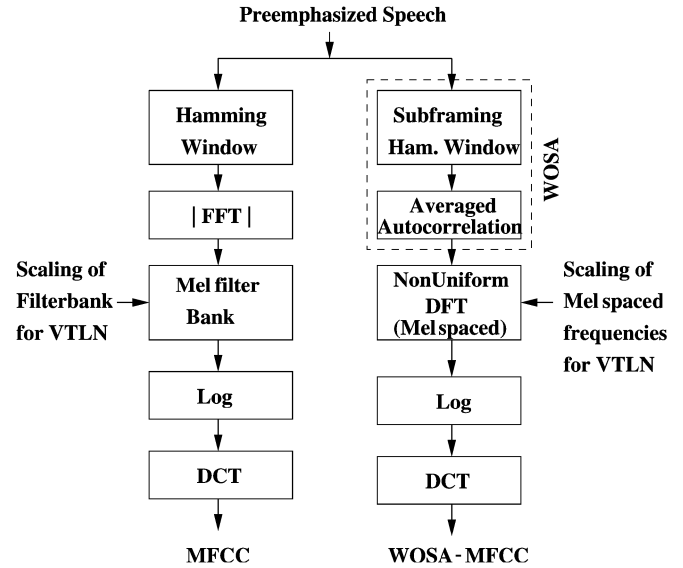 Preemphasized Speech
Hamming
Window
| FFT |
Scaling of
Filterbank
for VTLN
Mel filter
Bank
Log
DCT
MFCC
Subframing
Ham. Window
WOSA
Averaged
Autocorrelation
NonUniform
DFT
(Mel spaced)
Scaling of
Mel spaced
frequencies
for VTLN
Log
DCT
WOSA - MFCC